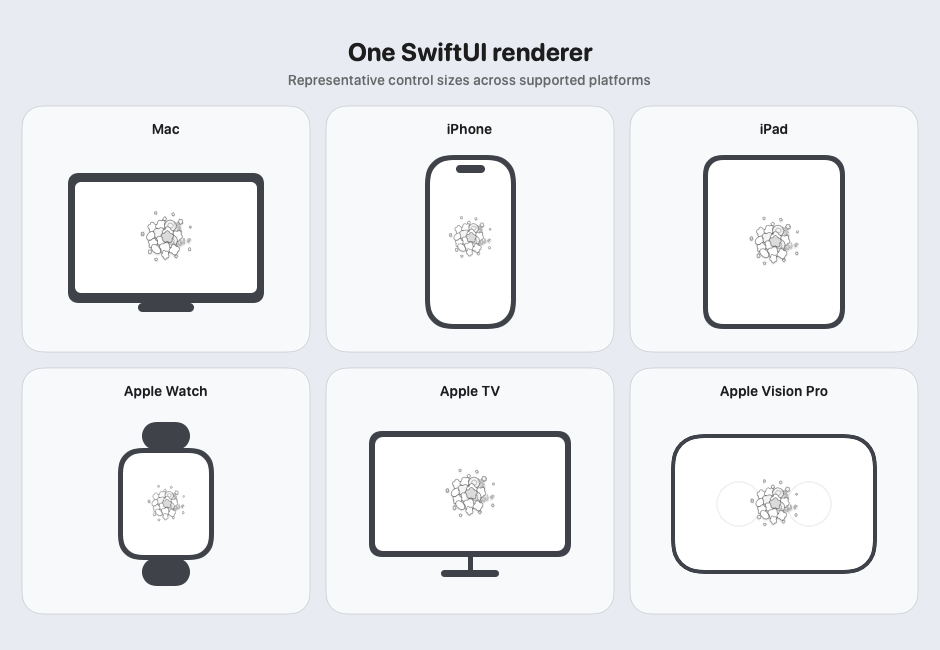 One SwiftUI renderer
Representative control sizes across supported platforms
Mac
iPhone
iPad
Apple Watch
Apple TV
Apple Vision Pro